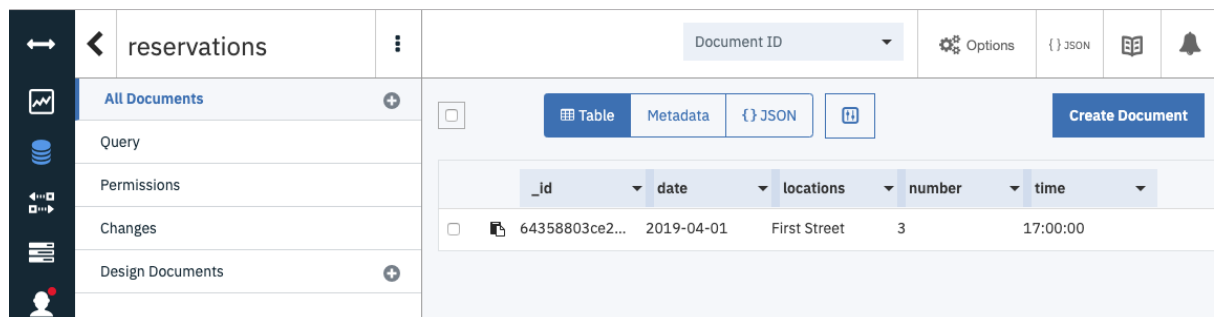 reservations
Document ID
Options
{ } JSON
All Documents
Table
Metadata
{ } JSON
Create Document
Query
Permissions
Changes
Design Documents
_id date locations number time
64358803ce2... 2019-04-01 First Street 3 17:00:00